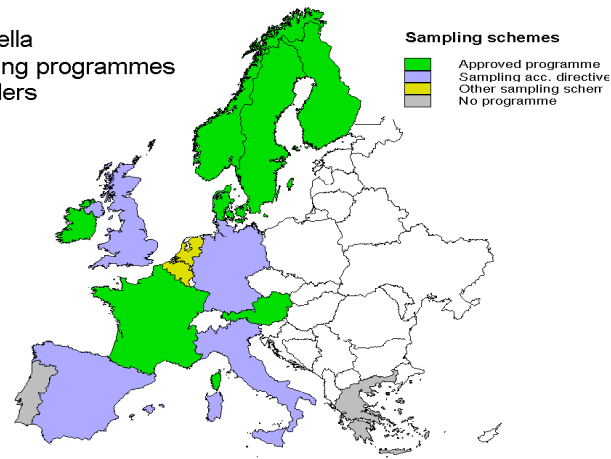 ella
ng programmes
lers
Sampling schemes
Approved programme
Sampling acc. directive
Other sampling schem
No programme